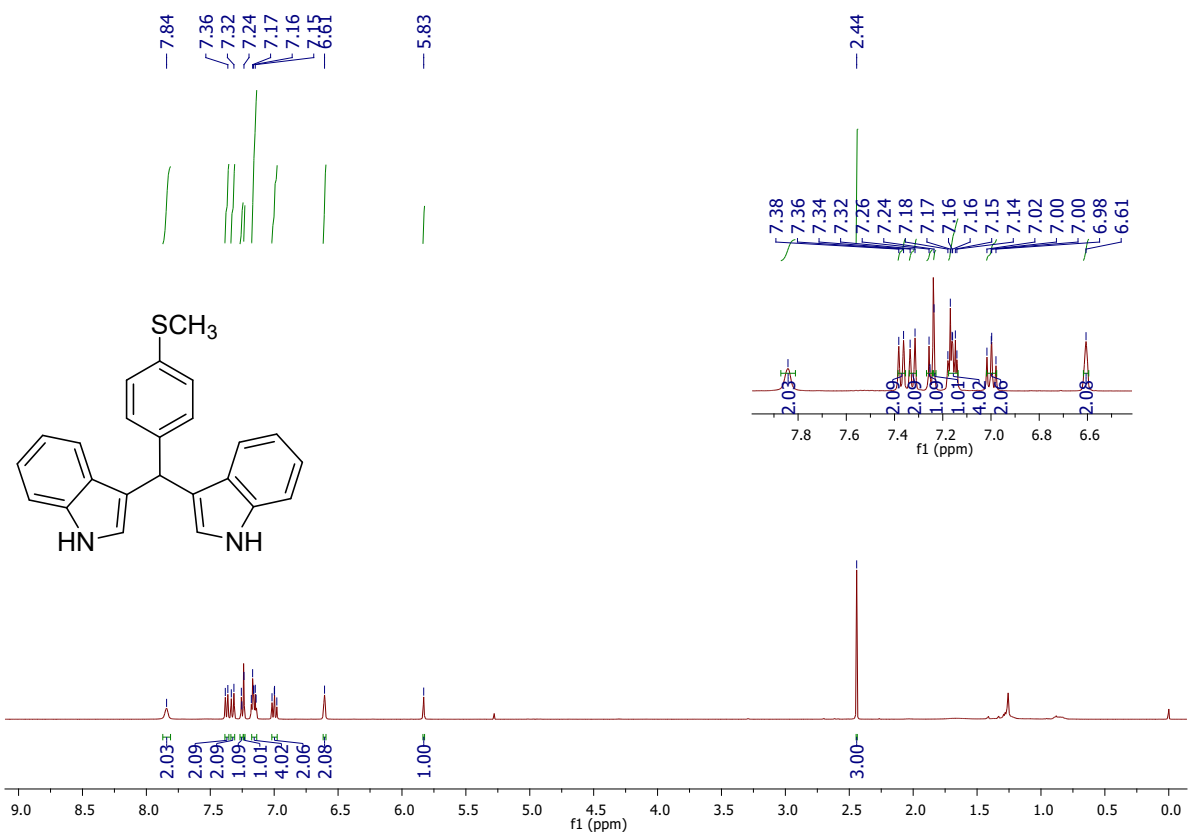 7.84 7.36 7.32 7.24 7.17 7.16 7.15 6.61 5.83 2.44
7.38 7.36 7.34 7.32 7.26 7.24 7.18 7.17 7.16 7.16 7.15 7.14 7.02 7.00 7.00 6.98 6.61
SCH3
HN NH
2.03 2.09 2.09 1.09 1.01 4.02 2.06 2.08
7.8 7.6 7.4 7.2 7.0 6.8 6.6
f1 (ppm)
2.03 2.09 2.09 1.09 1.01 4.02 2.06 2.08 1.00 3.00
9.0 8.5 8.0 7.5 7.0 6.5 6.0 5.5 5.0 4.5 4.0 3.5 3.0 2.5 2.0 1.5 1.0 0.5 0.0
f1 (ppm)